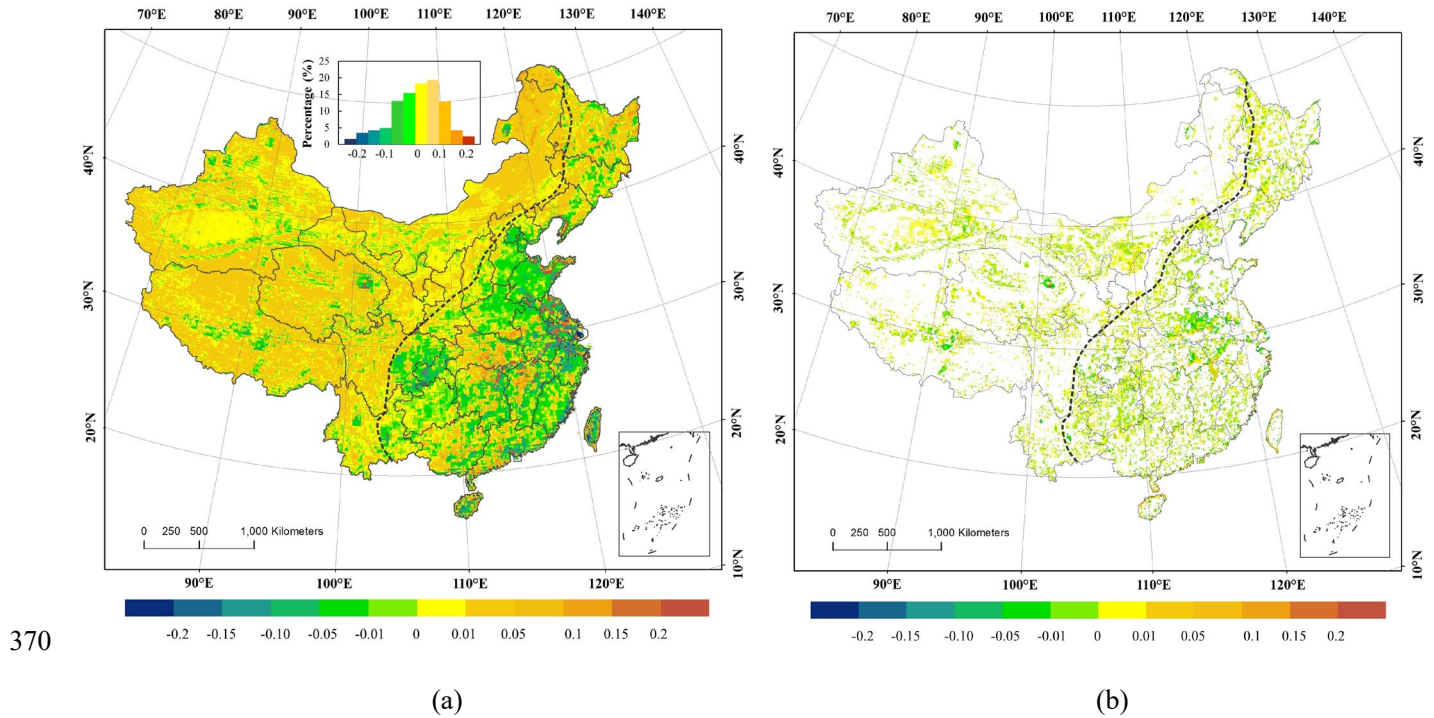 70°E 80°E 90°E 100°E 110°E 120°E 130°E 140°E
40°N
30°N
20°N
40°N
30°N
20°N
10°N
Percentage (%)
25
20
15
10
5
0
-0.2 -0.1 0 0.1 0.2
0 250 500 1,000 Kilometers
90°E 100°E 110°E 120°E
-0.2 -0.15 -0.10 -0.05 -0.01 0 0.01 0.05 0.1 0.15 0.2
70°E 80°E 90°E 100°E 110°E 120°E 130°E 140°E
40°N
30°N
20°N
40°N
30°N
20°N
10°N
0 250 500 1,000 Kilometers
90°E 100°E 110°E 120°E
-0.2 -0.15 -0.10 -0.05 -0.01 0 0.01 0.05 0.1 0.15 0.2
370
(a) (b)